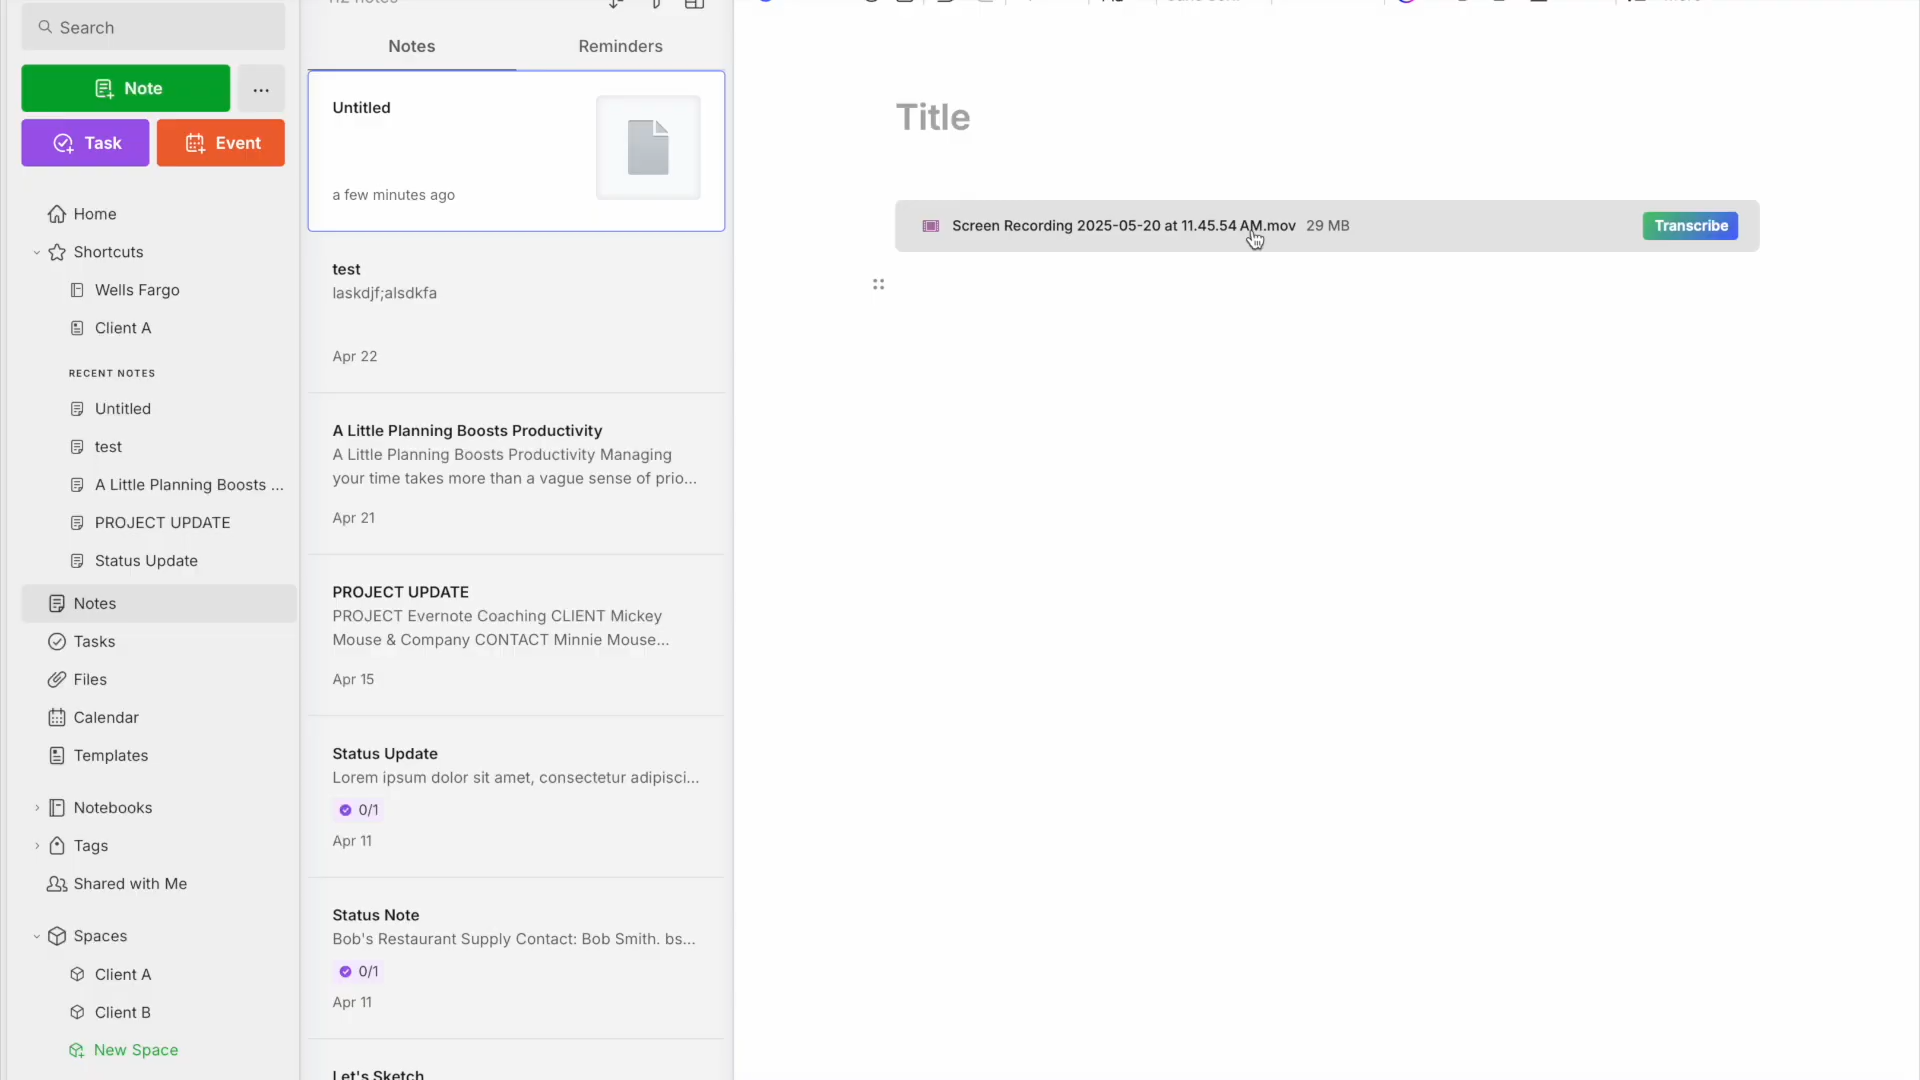 Search
Note
...
Task
Event
Home
Shortcuts
Wells Fargo
Client A
RECENT NOTES
Untitled
test
A Little Planning Boosts ...
PROJECT UPDATE
Status Update
Notes
Tasks
Files
Calendar
Templates
Notebooks
Tags
Shared with Me
Spaces
Client A
Client B
New Space
Notes
Reminders
Untitled
a few minutes ago
test
laskdjf;alsdkfa
Apr 22
A Little Planning Boosts Productivity
A Little Planning Boosts Productivity Managing
your time takes more than a vague sense of prio...
Apr 21
PROJECT UPDATE
PROJECT Evernote Coaching CLIENT Mickey
Mouse & Company CONTACT Minnie Mouse...
Apr 15
Status Update
Lorem ipsum dolor sit amet, consectetur adipisci...
0/1
Apr 11
Status Note
Bob's Restaurant Supply Contact: Bob Smith. bs...
0/1
Apr 11
Let's Sketch
Title
Screen Recording 2025-05-20 at 11.45.54 AM.mov 29 MB
Transcribe